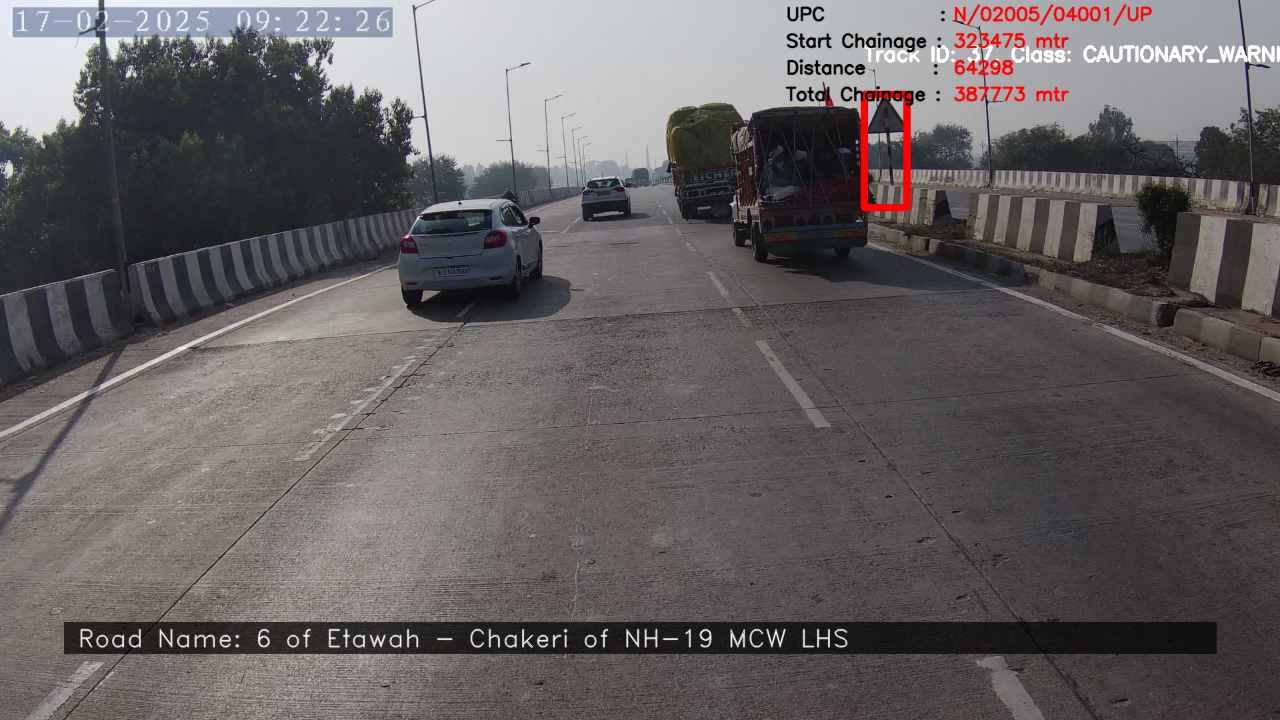 17-02-2025 09:22:26
UPC : N/02005/04001/UP
Start Chainage : 323475 mtr
Track ID: 37 Class: CAUTIONARY_WARNI
Distance : 64298
Total Chainage : 387773 mtr
Road Name: 6 of Etawah - Chakeri of NH-19 MCW LHS